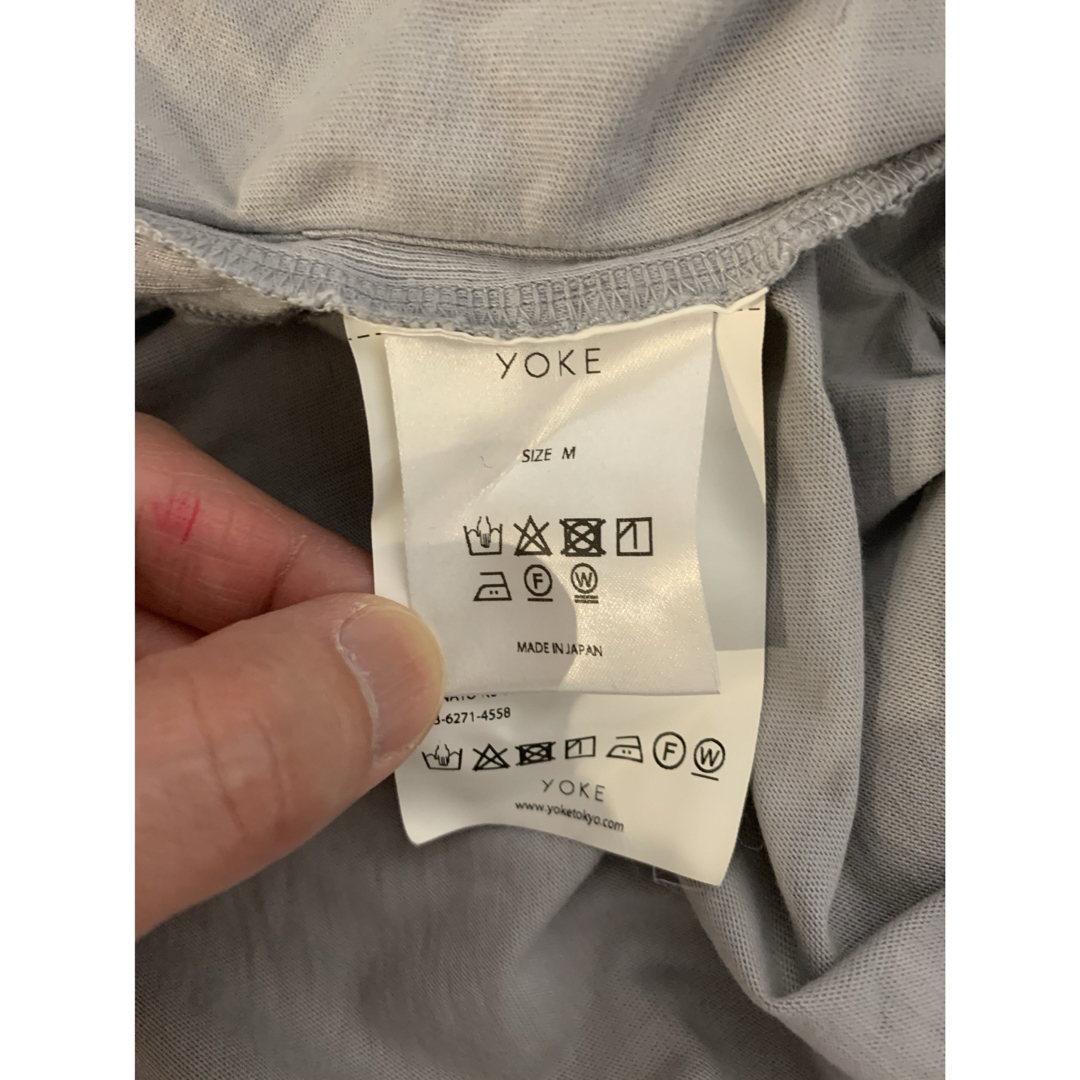 YOKE
SIZE M
F W
MADE IN JAPAN
3-6271-4558
F W
YOKE
www.yoketokyo.com